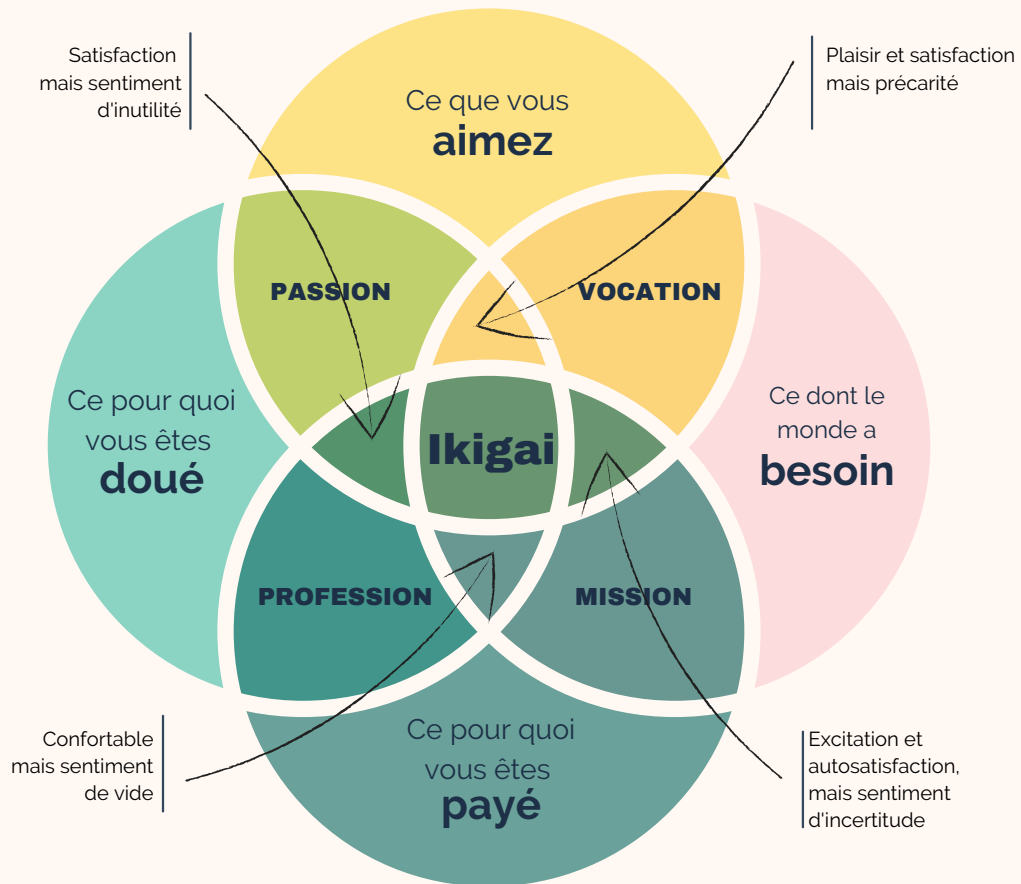 Satisfaction
mais sentiment
d'inutilité
Plaisir et satisfaction
mais précarité
Ce que vous
aimez
PASSION
VOCATION
Ce pour quoi
vous êtes
doué
Ikigai
Ce dont le
monde a
besoin
PROFESSION
MISSION
Ce pour quoi
vous êtes
payé
Confortable
mais sentiment
de vide
Excitation et
autosatisfaction,
mais sentiment
d'incertitude